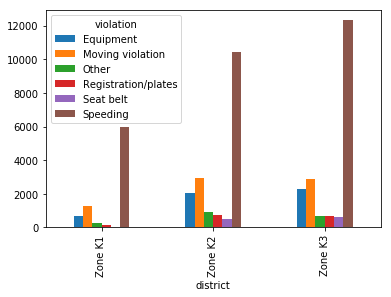 12000
10000
8000
6000
4000
2000
0
violation
Equipment
Moving violation
Other
Registration/plates
Seat belt
Speeding
Zone K1
Zone K2
Zone K3
district